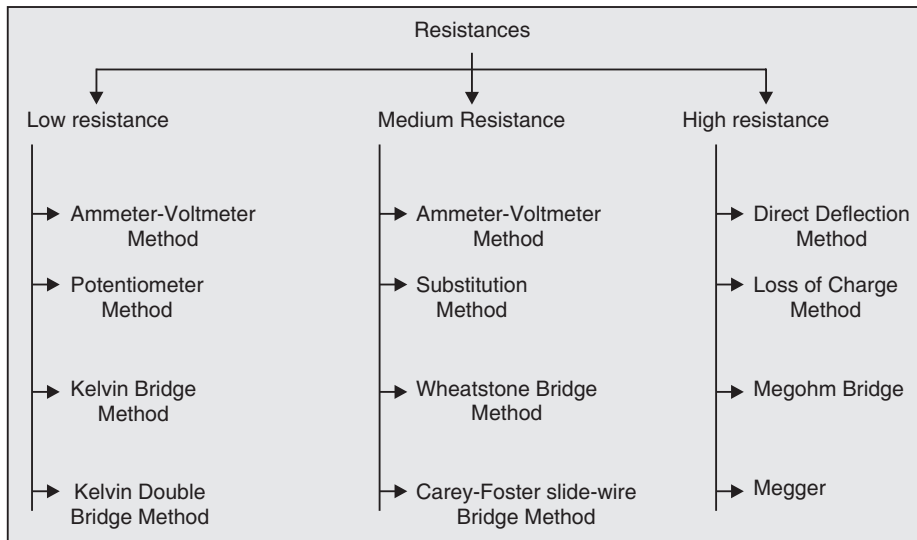 Resistances
Low resistance
Ammeter-Voltmeter
Method
Potentiometer
Method
Kelvin Bridge
Method
Kelvin Double
Bridge Method
Medium Resistance
Ammeter-Voltmeter
Method
Substitution
Method
Wheatstone Bridge
Method
Carey-Foster slide-wire
Bridge Method
High resistance
Direct Deflection
Method
Loss of Charge
Method
Megohm Bridge
Megger